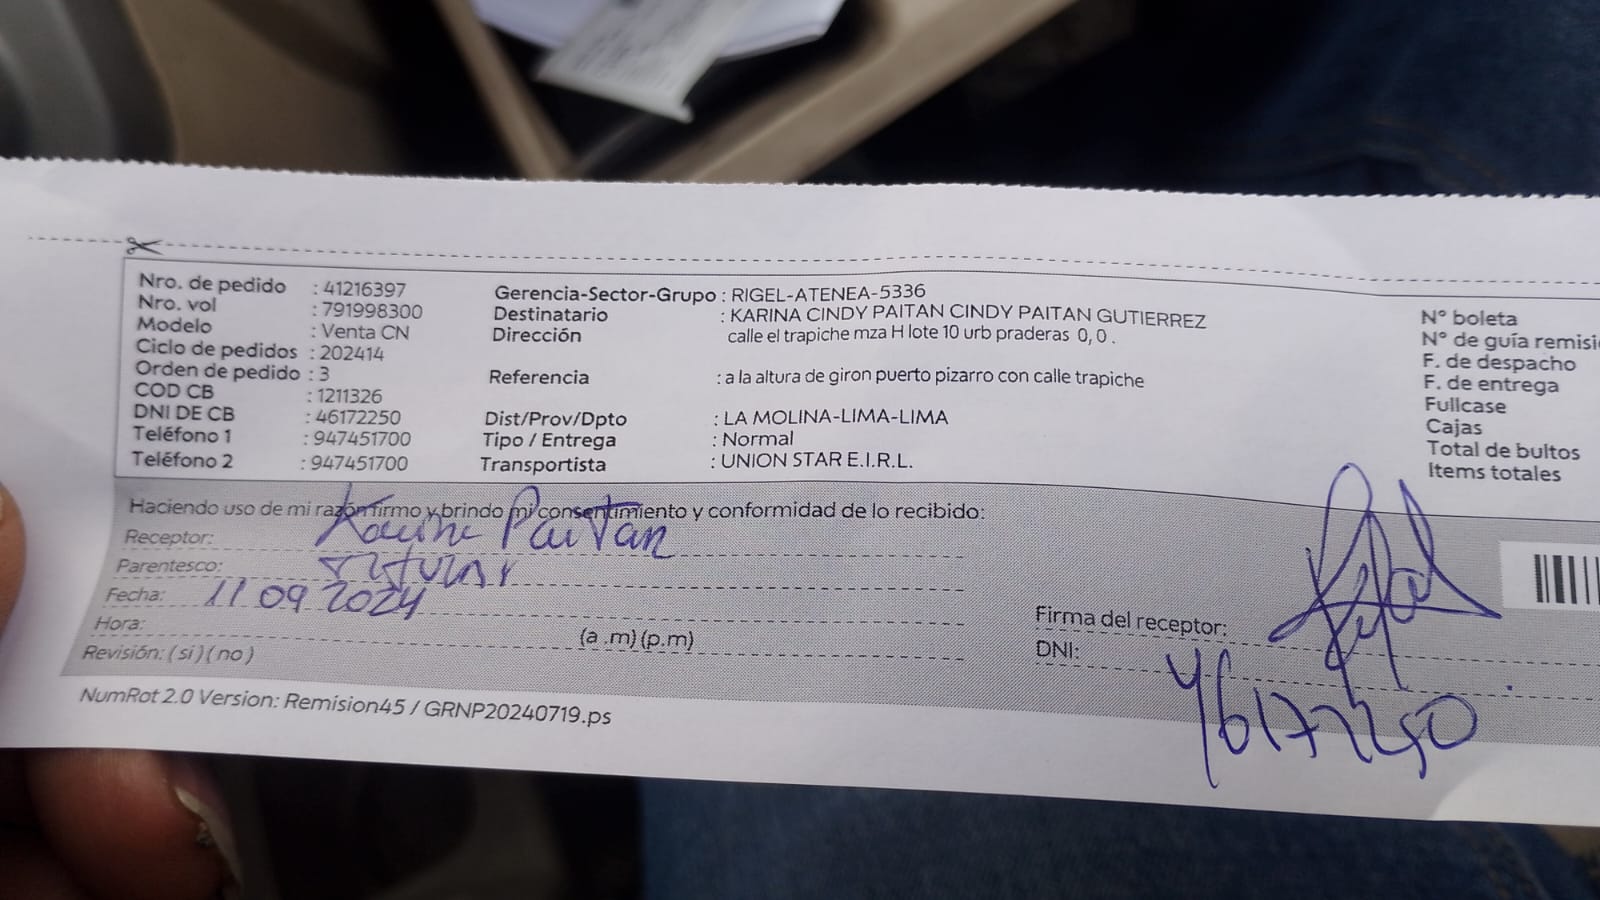 Nro. de pedido : 41216397
Nro. vol : 791998300
Modelo : Venta CN
Ciclo de pedidos : 202414
Orden de pedido : 3
COD CB : 1211326
DNI DE CB : 46172250
Teléfono 1 : 947451700
Teléfono 2 : 947451700
Gerencia-Sector-Grupo : RIGEL-ATENEA-5336
Destinatario : KARINA CINDY PAITAN CINDY PAITAN GUTIERREZ
Dirección calle el trapiche mza H lote 10 urb praderas 0, 0 .
Referencia : a la altura de giron puerto pizarro con calle trapiche
Dist/Prov/Dpto : LA MOLINA-LIMA-LIMA
Tipo / Entrega : Normal
Transportista : UNION STAR E.I.R.L.
N° boleta
N° de guía remisi
F. de despacho
F. de entrega
Fullcase
Cajas
Total de bultos
Items totales
Haciendo uso de mi razón firmo y brindo mi consentimiento y conformidad de lo recibido:
Receptor: Karina Paitan
Parentesco: Titular
Fecha: 11 09 2024
Hora: (a .m) (p.m)
Revisión: ( si ) ( no )
Firma del receptor:
DNI: 46172250
NumRot 2.0 Version: Remision45 / GRNP20240719.ps